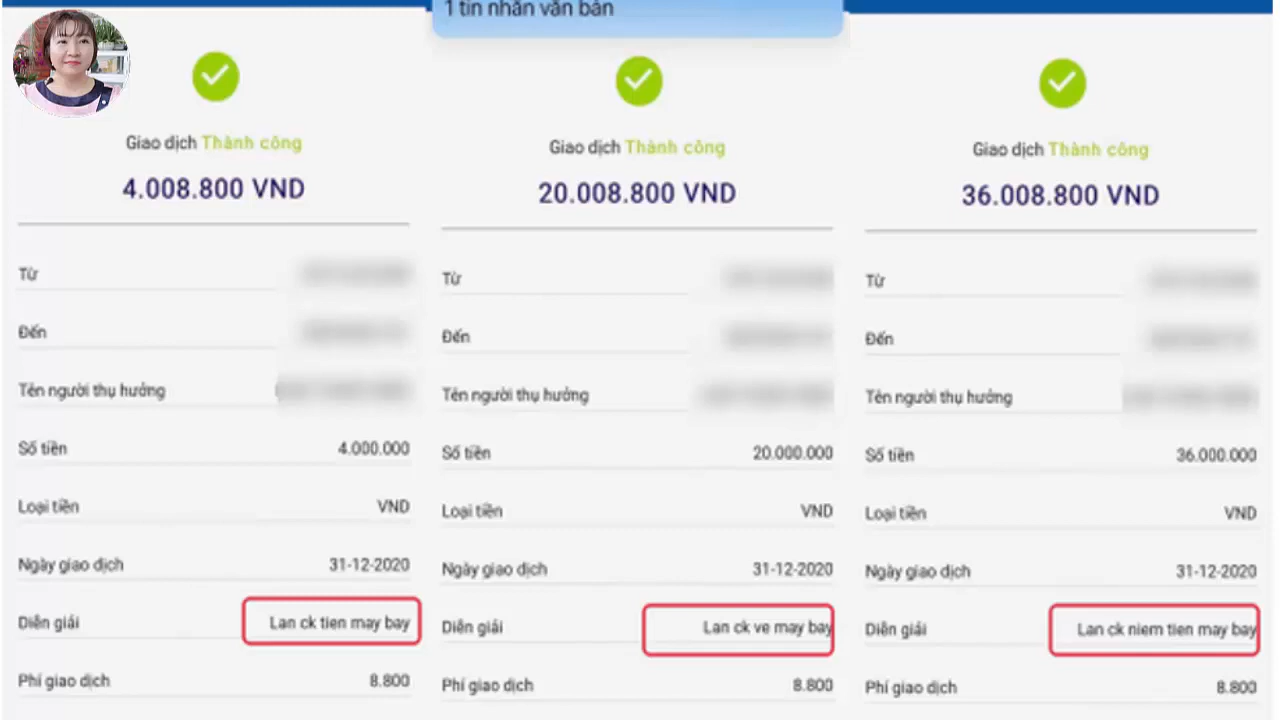 1 tin nhắn văn bản
Giao dịch Thành công
4.008.800 VND
Từ
Đến
Tên người thụ hưởng
Số tiền 4.000.000
Loại tiền VND
Ngày giao dịch 31-12-2020
Diễn giải Lan ck tien may bay
Phí giao dịch 8.800
Giao dịch Thành công
20.008.800 VND
Từ
Đến
Tên người thụ hưởng
Số tiền 20.000.000
Loại tiền VND
Ngày giao dịch 31-12-2020
Diễn giải Lan ck ve may bay
Phí giao dịch 8.800
Giao dịch Thành công
36.008.800 VND
Từ
Đến
Tên người thụ hưởng
Số tiền 36.000.000
Loại tiền VND
Ngày giao dịch 31-12-2020
Diễn giải Lan ck niem tien may bay
Phí giao dịch 8.800